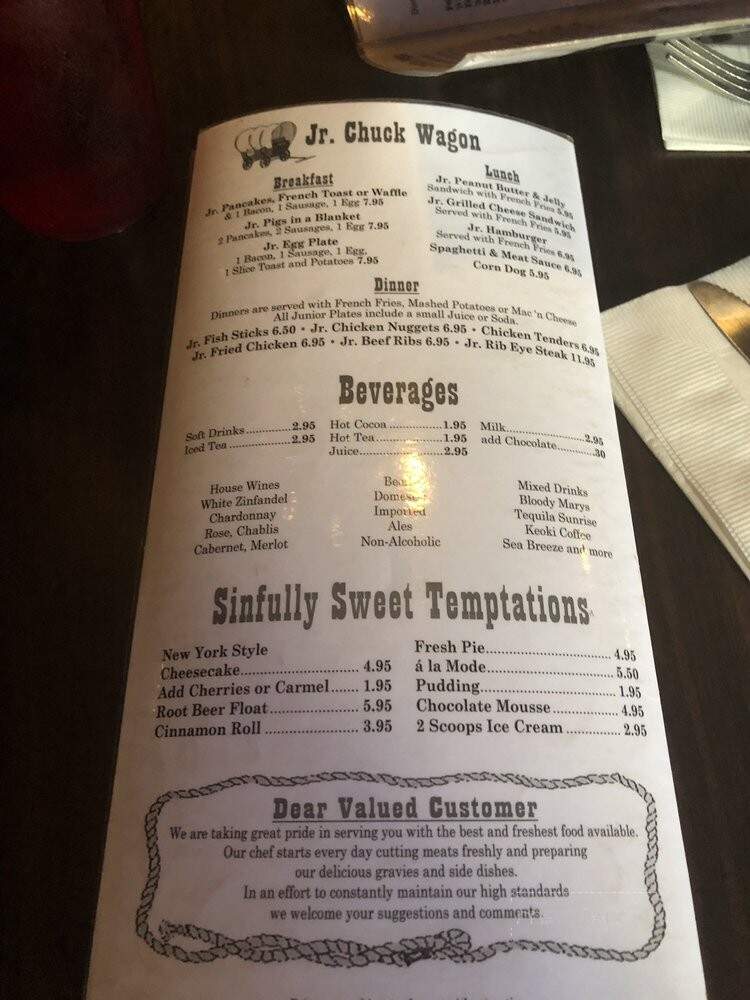 Jr. Chuck Wagon
Breakfast
Jr. Pancakes, French Toast or Waffle
& 1 Bacon, 1 Sausage, 1 Egg 7.95
Jr. Pigs in a Blanket
2 Pancakes, 2 Sausages, 1 Egg 7.95
Jr. Egg Plate
1 Bacon, 1 Sausage, 1 Egg,
1 Slice Toast and Potatoes 7.95
Lunch
Jr. Peanut Butter & Jelly
Sandwich with French Fries 5.95
Jr. Grilled Cheese Sandwich
Served with French Fries 5.95
Jr. Hamburger
Served with French Fries 6.95
Spaghetti & Meat Sauce 6.95
Corn Dog 5.95
Dinner
Dinners are served with French Fries, Mashed Potatoes or Mac 'n Cheese
All Junior Plates include a small Juice or Soda.
Jr. Fish Sticks 6.50 • Jr. Chicken Nuggets 6.95 • Chicken Tenders 6.95
Jr. Fried Chicken 6.95 • Jr. Beef Ribs 6.95 • Jr. Rib Eye Steak 11.95
Beverages
Soft Drinks.............2.95
Iced Tea .................2.95
Hot Cocoa .............1.95
Hot Tea..................1.95
Juice......................2.95
Milk........................2.95
add Chocolate...........30
House Wines
White Zinfandel
Chardonnay
Rose, Chablis
Cabernet, Merlot
Imported
Ales
Non-Alcoholic
Mixed Drinks
Bloody Marys
Tequila Sunrise
Keoki Coffee
Sea Breeze and more
Sinfully Sweet Temptations
New York Style
Cheesecake......................... 4.95
Add Cherries or Carmel....... 1.95
Root Beer Float................... 5.95
Cinnamon Roll .................... 3.95
Fresh Pie........................... 4.95
á la Mode........................... 5.50
Pudding............................. 1.95
Chocolate Mousse .............. 4.95
2 Scoops Ice Cream ............ 2.95
Dear Valued Customer
We are taking great pride in serving you with the best and freshest food available.
Our chef starts every day cutting meats freshly and preparing
our delicious gravies and side dishes.
In an effort to constantly maintain our high standards
we welcome your suggestions and comments.